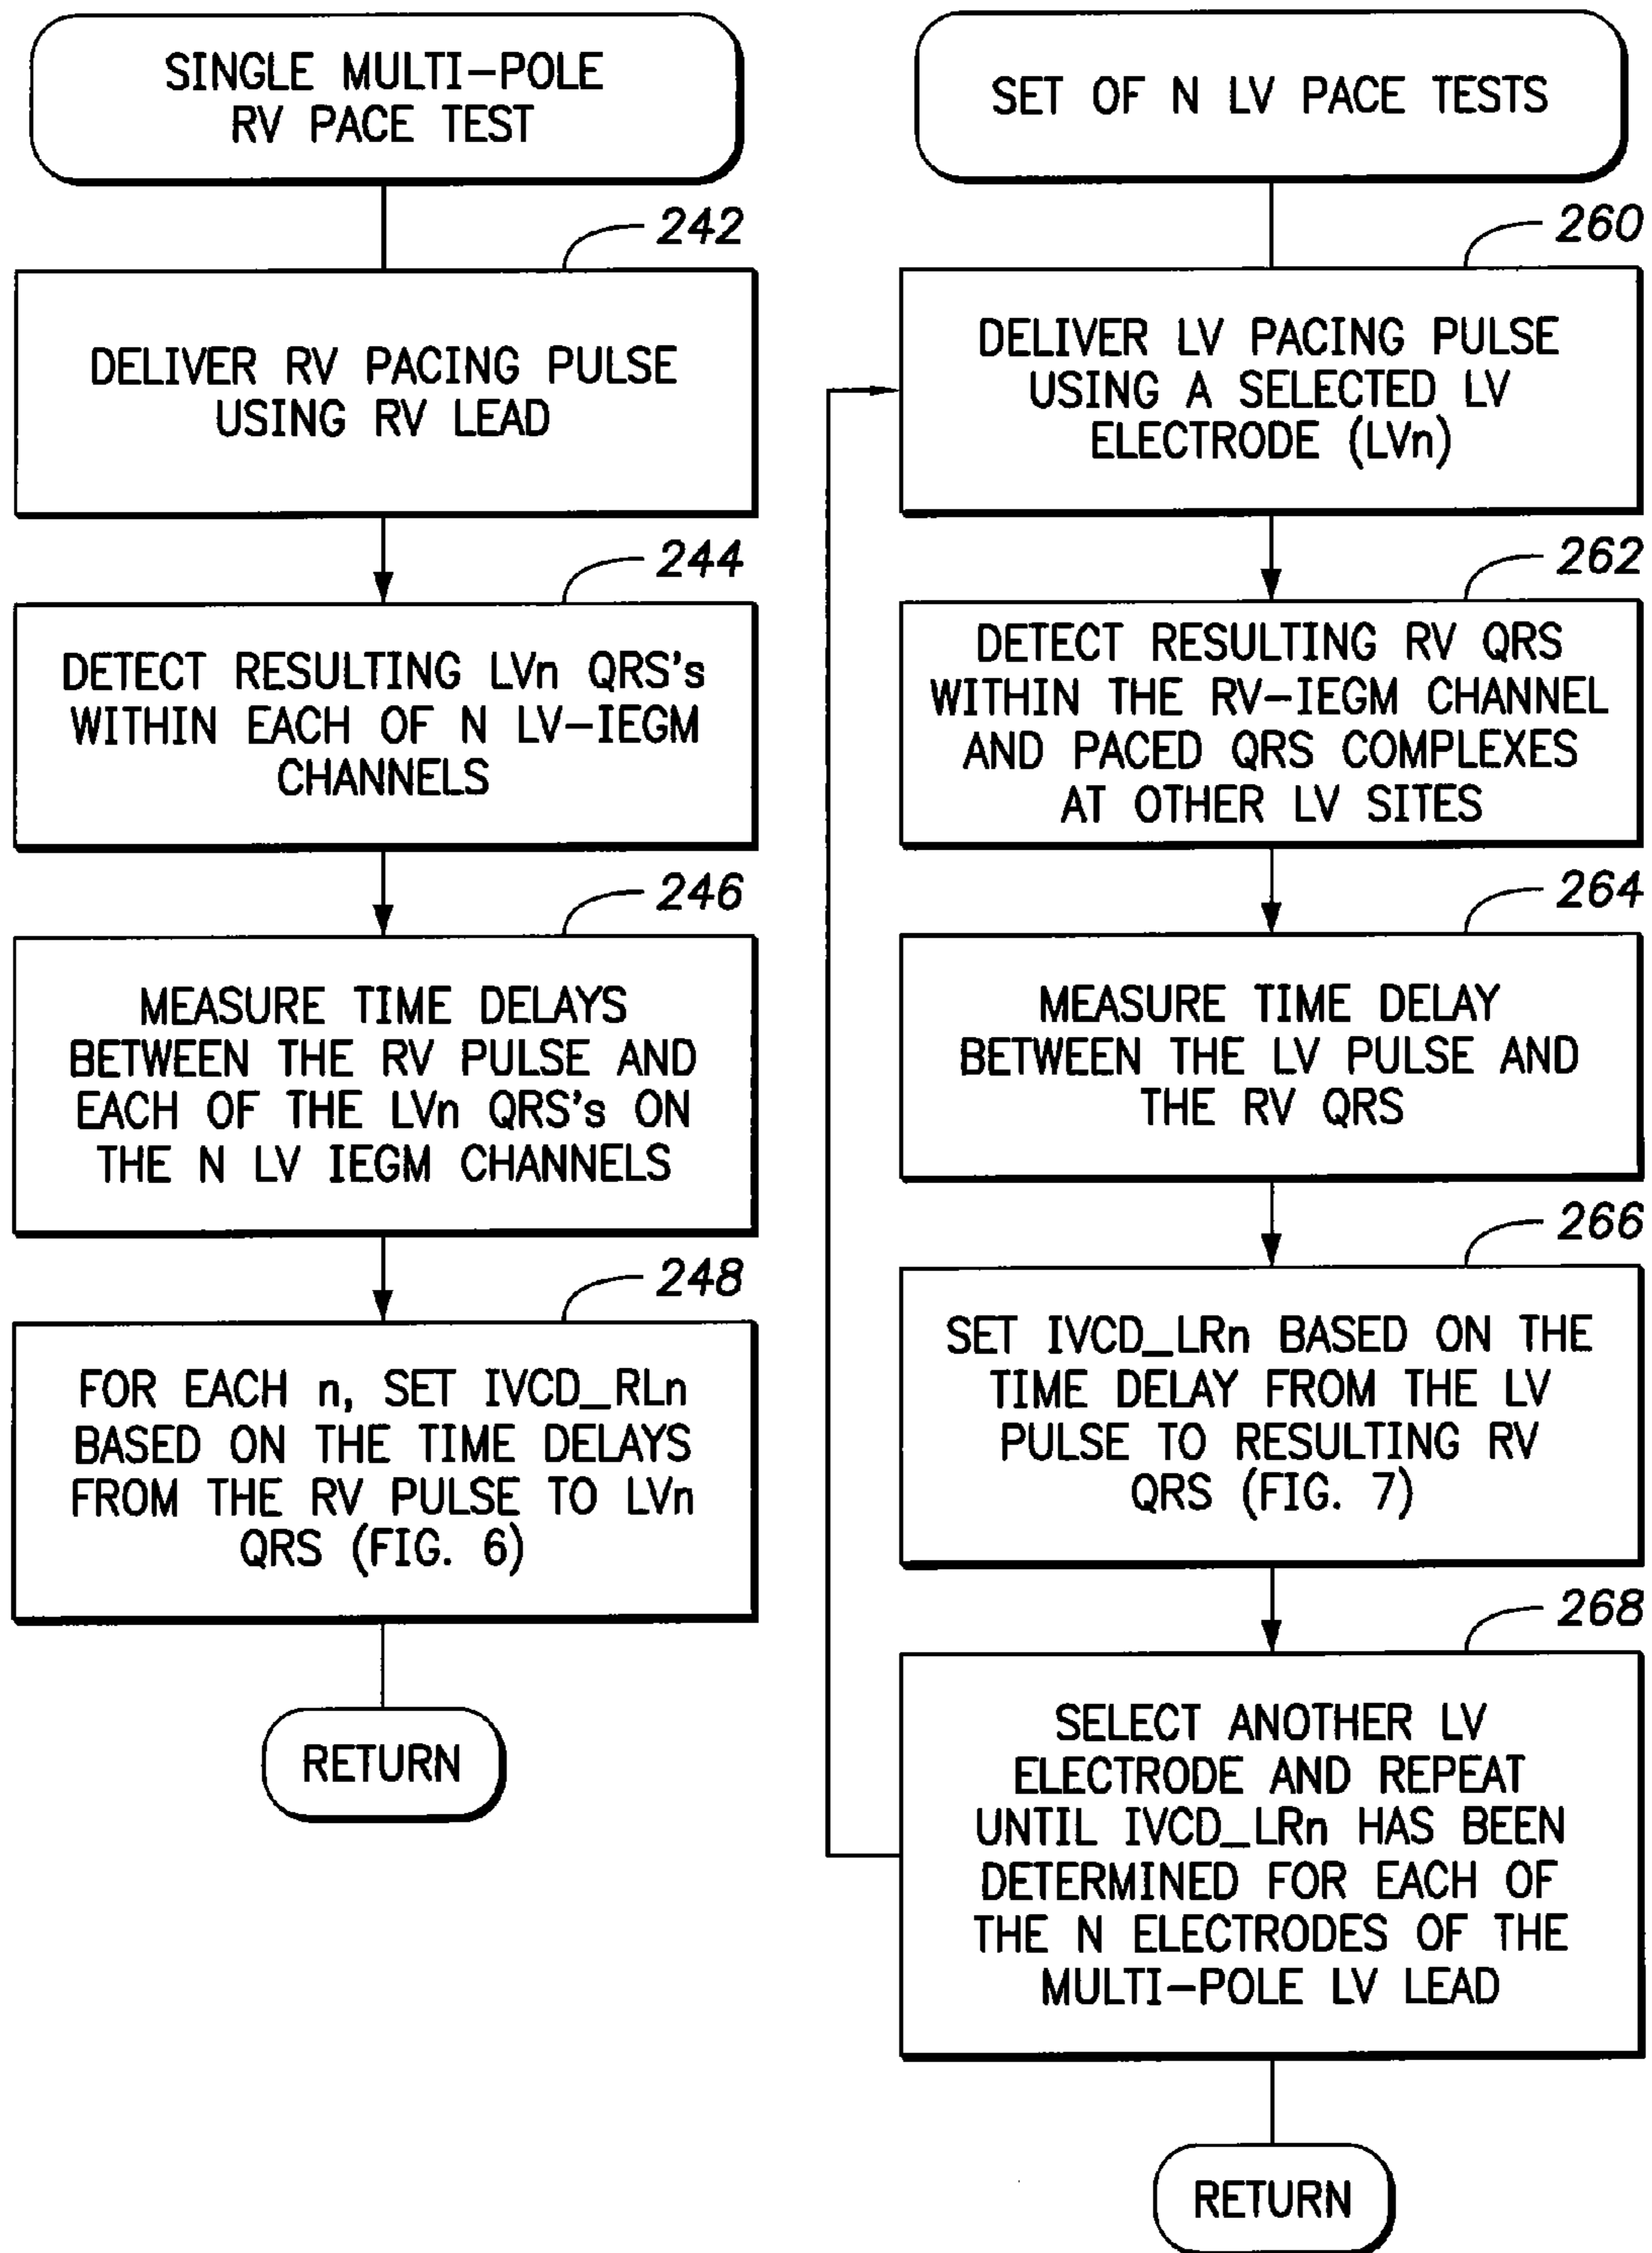 SINGLE MULTI-POLE
RV PACE TEST
242
DELIVER RV PACING PULSE
USING RV LEAD
244
DETECT RESULTING LVn QRS's
WITHIN EACH OF N LV-IEGM
CHANNELS
246
MEASURE TIME DELAYS
BETWEEN THE RV PULSE AND
EACH OF THE LVn QRS's ON
THE N LV IEGM CHANNELS
248
FOR EACH n, SET IVCD_RLn
BASED ON THE TIME DELAYS
FROM THE RV PULSE TO LVn
QRS (FIG. 6)
RETURN
SET OF N LV PACE TESTS
260
DELIVER LV PACING PULSE
USING A SELECTED LV
ELECTRODE (LVn)
262
DETECT RESULTING RV QRS
WITHIN THE RV-IEGM CHANNEL
AND PACED QRS COMPLEXES
AT OTHER LV SITES
264
MEASURE TIME DELAY
BETWEEN THE LV PULSE AND
THE RV QRS
266
SET IVCD_LRn BASED ON THE
TIME DELAY FROM THE LV
PULSE TO RESULTING RV
QRS (FIG. 7)
268
SELECT ANOTHER LV
ELECTRODE AND REPEAT
UNTIL IVCD_LRn HAS BEEN
DETERMINED FOR EACH OF
THE N ELECTRODES OF THE
MULTI-POLE LV LEAD
RETURN